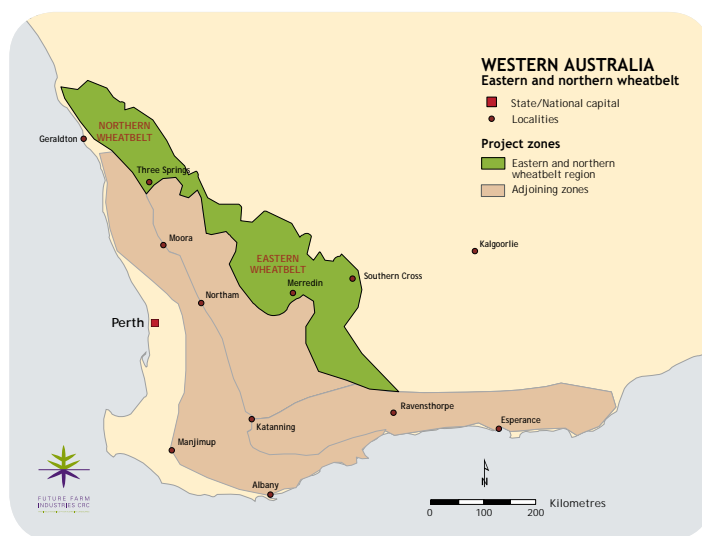 WESTERN AUSTRALIA
Eastern and northern wheatbelt
State/National capital
Localities
Project zones
Eastern and northern
wheatbelt region
Adjoining zones
NORTHERN
WHEATBELT
Geraldton
Three Springs
Moora
Kalgoorlie
EASTERN
WHEATBELT
Southern Cross
Merredin
Northam
Perth
Ravensthorpe
Esperance
Katanning
Manjimup
Albany
N
Kilometres
0 100 200
FUTURE FARM
INDUSTRIES CRC